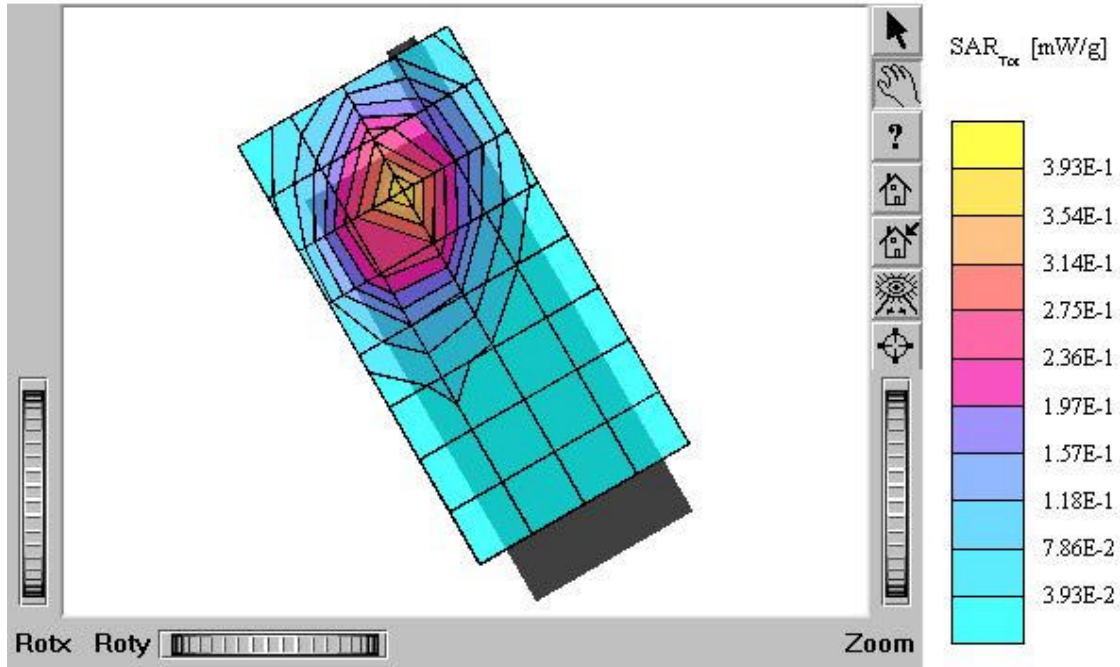 SAR_Tot [mW/g]
?
3.93E-1
3.54E-1
3.14E-1
2.75E-1
2.36E-1
1.97E-1
1.57E-1
1.18E-1
7.86E-2
3.93E-2
Rotx Roty Zoom